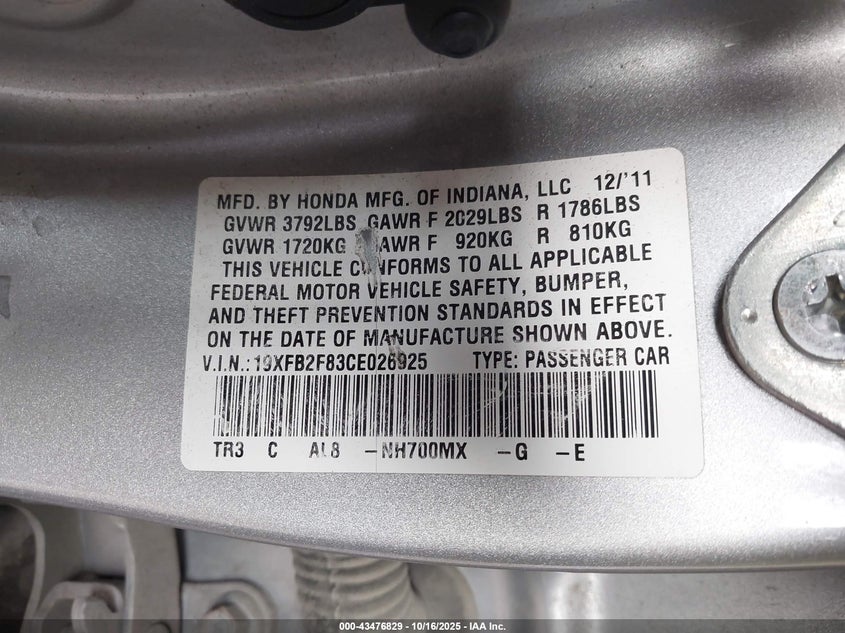 MFD. BY HONDA MFG. OF INDIANA, LLC 12/'11
GVWR 3792LBS GAWR F 2029LBS R 1786LBS
GVWR 1720KG AWR F 920KG R 810KG
THIS VEHICLE CONFORMS TO ALL APPLICABLE
FEDERAL MOTOR VEHICLE SAFETY, BUMPER,
AND THEFT PREVENTION STANDARDS IN EFFECT
ON THE DATE OF MANUFACTURE SHOWN ABOVE.
V.I.N.: 19XFB2F83CE026925 TYPE: PASSENGER CAR
TR3 C AL8 -NH700MX -G -E
000-43476829 | 10/16/2025 - IAA Inc.